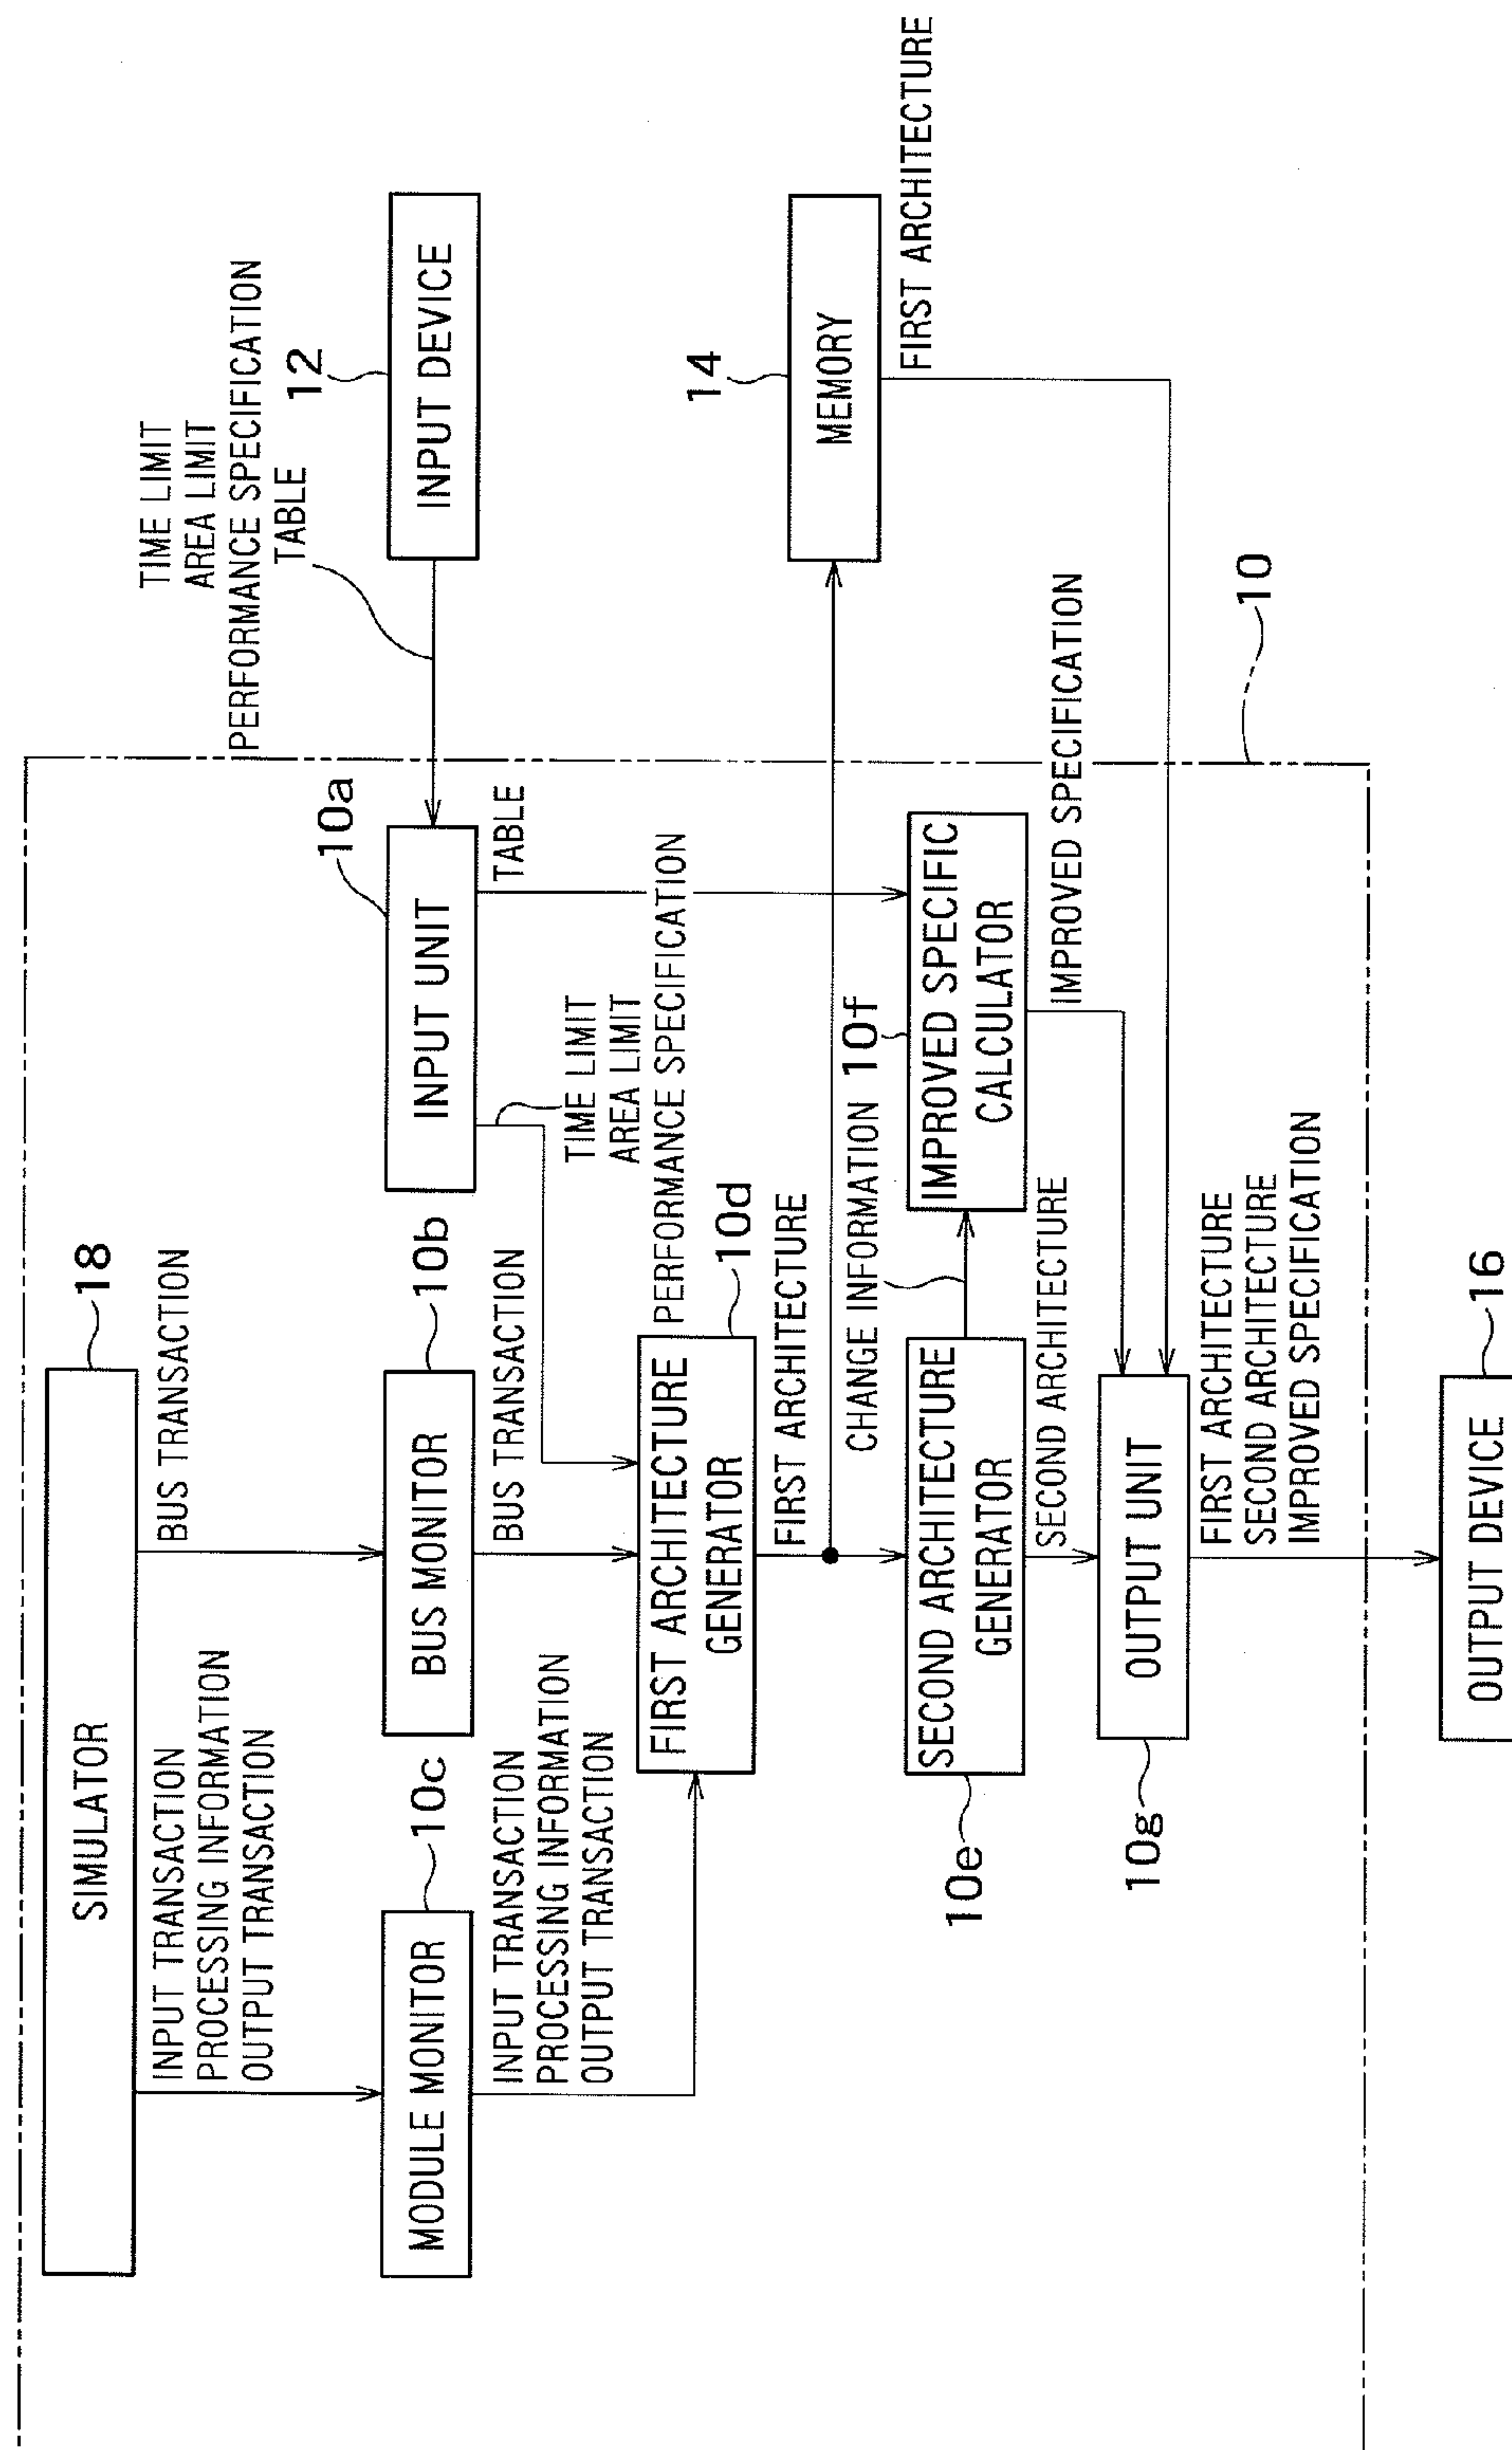 SIMULATOR
18
INPUT TRANSACTION
PROCESSING INFORMATION
OUTPUT TRANSACTION
BUS TRANSACTION
TIME LIMIT
AREA LIMIT
PERFORMANCE SPECIFICATION
TABLE
12
MODULE MONITOR
10c
BUS MONITOR
10b
INPUT UNIT
10a
INPUT DEVICE
INPUT TRANSACTION
PROCESSING INFORMATION
OUTPUT TRANSACTION
BUS TRANSACTION
TABLE
TIME LIMIT
AREA LIMIT
PERFORMANCE SPECIFICATION
FIRST ARCHITECTURE
GENERATOR
10d
FIRST ARCHITECTURE
14
MEMORY
FIRST ARCHITECTURE
CHANGE INFORMATION
10f
SECOND ARCHITECTURE
GENERATOR
10e
IMPROVED SPECIFIC
CALCULATOR
SECOND ARCHITECTURE
IMPROVED SPECIFICATION
OUTPUT UNIT
10g
FIRST ARCHITECTURE
SECOND ARCHITECTURE
IMPROVED SPECIFICATION
10
OUTPUT DEVICE
16